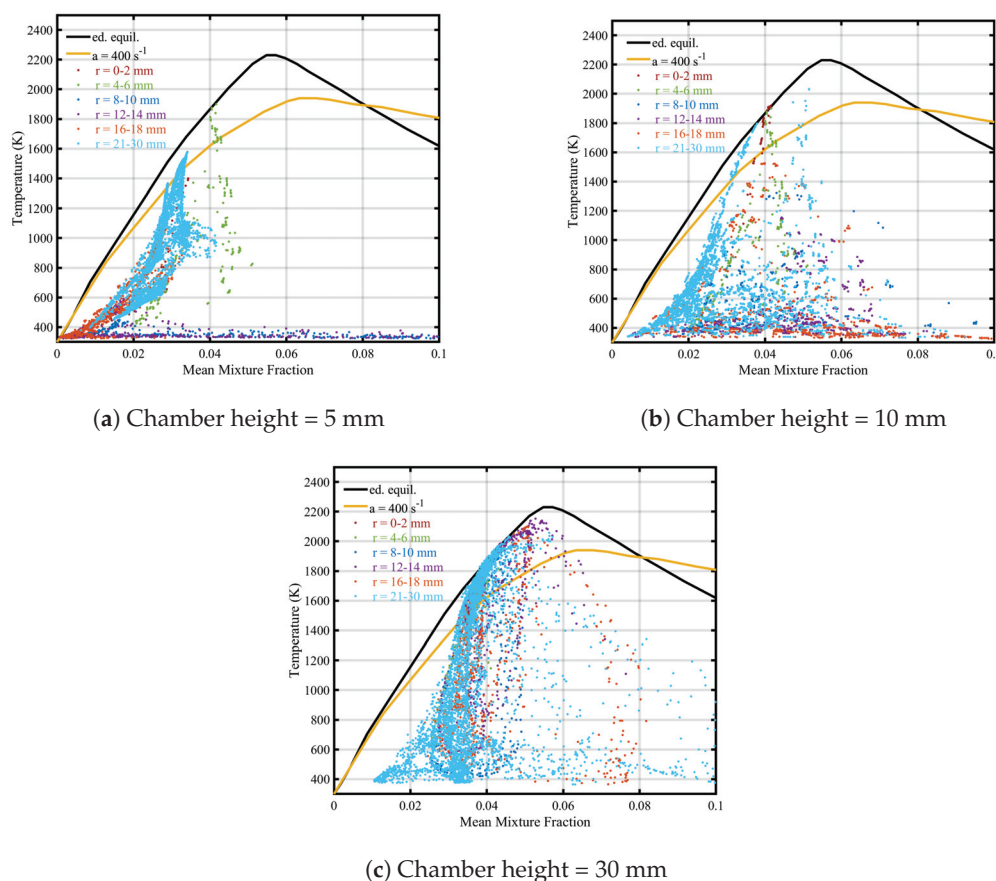 2400
2200
2000
1800
1600
1400
1200
1000
800
600
400
Temperature (K)
ed. equil.
a = 400 s⁻¹
r = 0-2 mm
r = 4-6 mm
r = 8-10 mm
r = 12-14 mm
r = 16-18 mm
r = 21-30 mm
0 0.02 0.04 0.06 0.08 0.1
Mean Mixture Fraction
(a) Chamber height = 5 mm
2400
2200
2000
1800
1600
1400
1200
1000
800
600
400
Temperature (K)
ed. equil.
a = 400 s⁻¹
r = 0-2 mm
r = 4-6 mm
r = 8-10 mm
r = 12-14 mm
r = 16-18 mm
r = 21-30 mm
0 0.02 0.04 0.06 0.08 0.1
Mean Mixture Fraction
(b) Chamber height = 10 mm
2400
2200
2000
1800
1600
1400
1200
1000
800
600
400
Temperature (K)
ed. equil.
a = 400 s⁻¹
r = 0-2 mm
r = 4-6 mm
r = 8-10 mm
r = 12-14 mm
r = 16-18 mm
r = 21-30 mm
0 0.02 0.04 0.06 0.08 0.1
Mean Mixture Fraction
(c) Chamber height = 30 mm